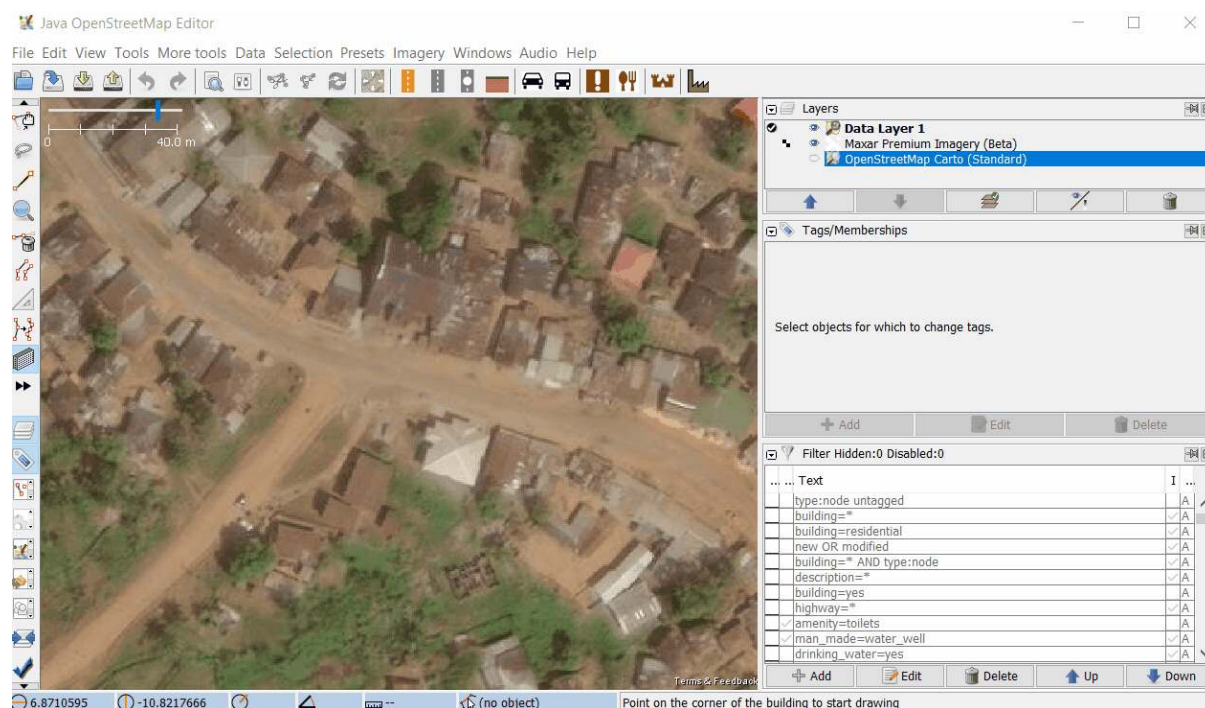 Java OpenStreetMap Editor
File Edit View Tools More tools Data Selection Presets Imagery Windows Audio Help
0 40.0 m
Layers
Data Layer 1
Maxar Premium Imagery (Beta)
OpenStreetMap Carto (Standard)
Tags/Memberships
Select objects for which to change tags.
Add Edit Delete
Filter Hidden:0 Disabled:0
... ... Text I ...
type:node untagged A
building=* A
building=residential A
new OR modified A
building=* AND type:node A
description=* A
building=yes A
highway=* A
amenity=toilets A
man_made=water_well A
drinking_water=yes A
Add Edit Delete Up Down
Terms & Feedback
6.8710595 -10.8217666 -- (no object) Point on the corner of the building to start drawing